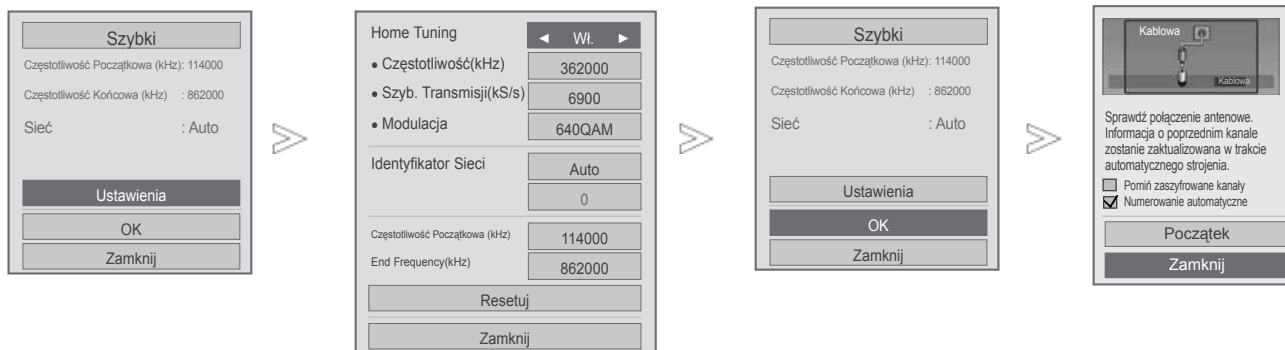 Szybki
Częstotliwość Początkowa (kHz): 114000
Częstotliwość Końcowa (kHz) : 862000
Sieć : Auto
Ustawienia
OK
Zamknij
Home Tuning ◄ Wł. ►
• Częstotliwość(kHz) 362000
• Szyb. Transmisji(kS/s) 6900
• Modulacja 640QAM
Identyfikator Sieci Auto
0
Częstotliwość Początkowa (kHz) 114000
End Frequency(kHz) 862000
Resetuj
Zamknij
Szybki
Częstotliwość Początkowa (kHz): 114000
Częstotliwość Końcowa (kHz) : 862000
Sieć : Auto
Ustawienia
OK
Zamknij
Kablowa
Kablowa
Sprawdź połączenie antenowe.
Informacja o poprzednim kanale
zostanie zaktualizowana w trakcie
automatycznego strojenia.
Pomiń zaszyfrowane kanały
Numerowanie automatyczne
Początek
Zamknij